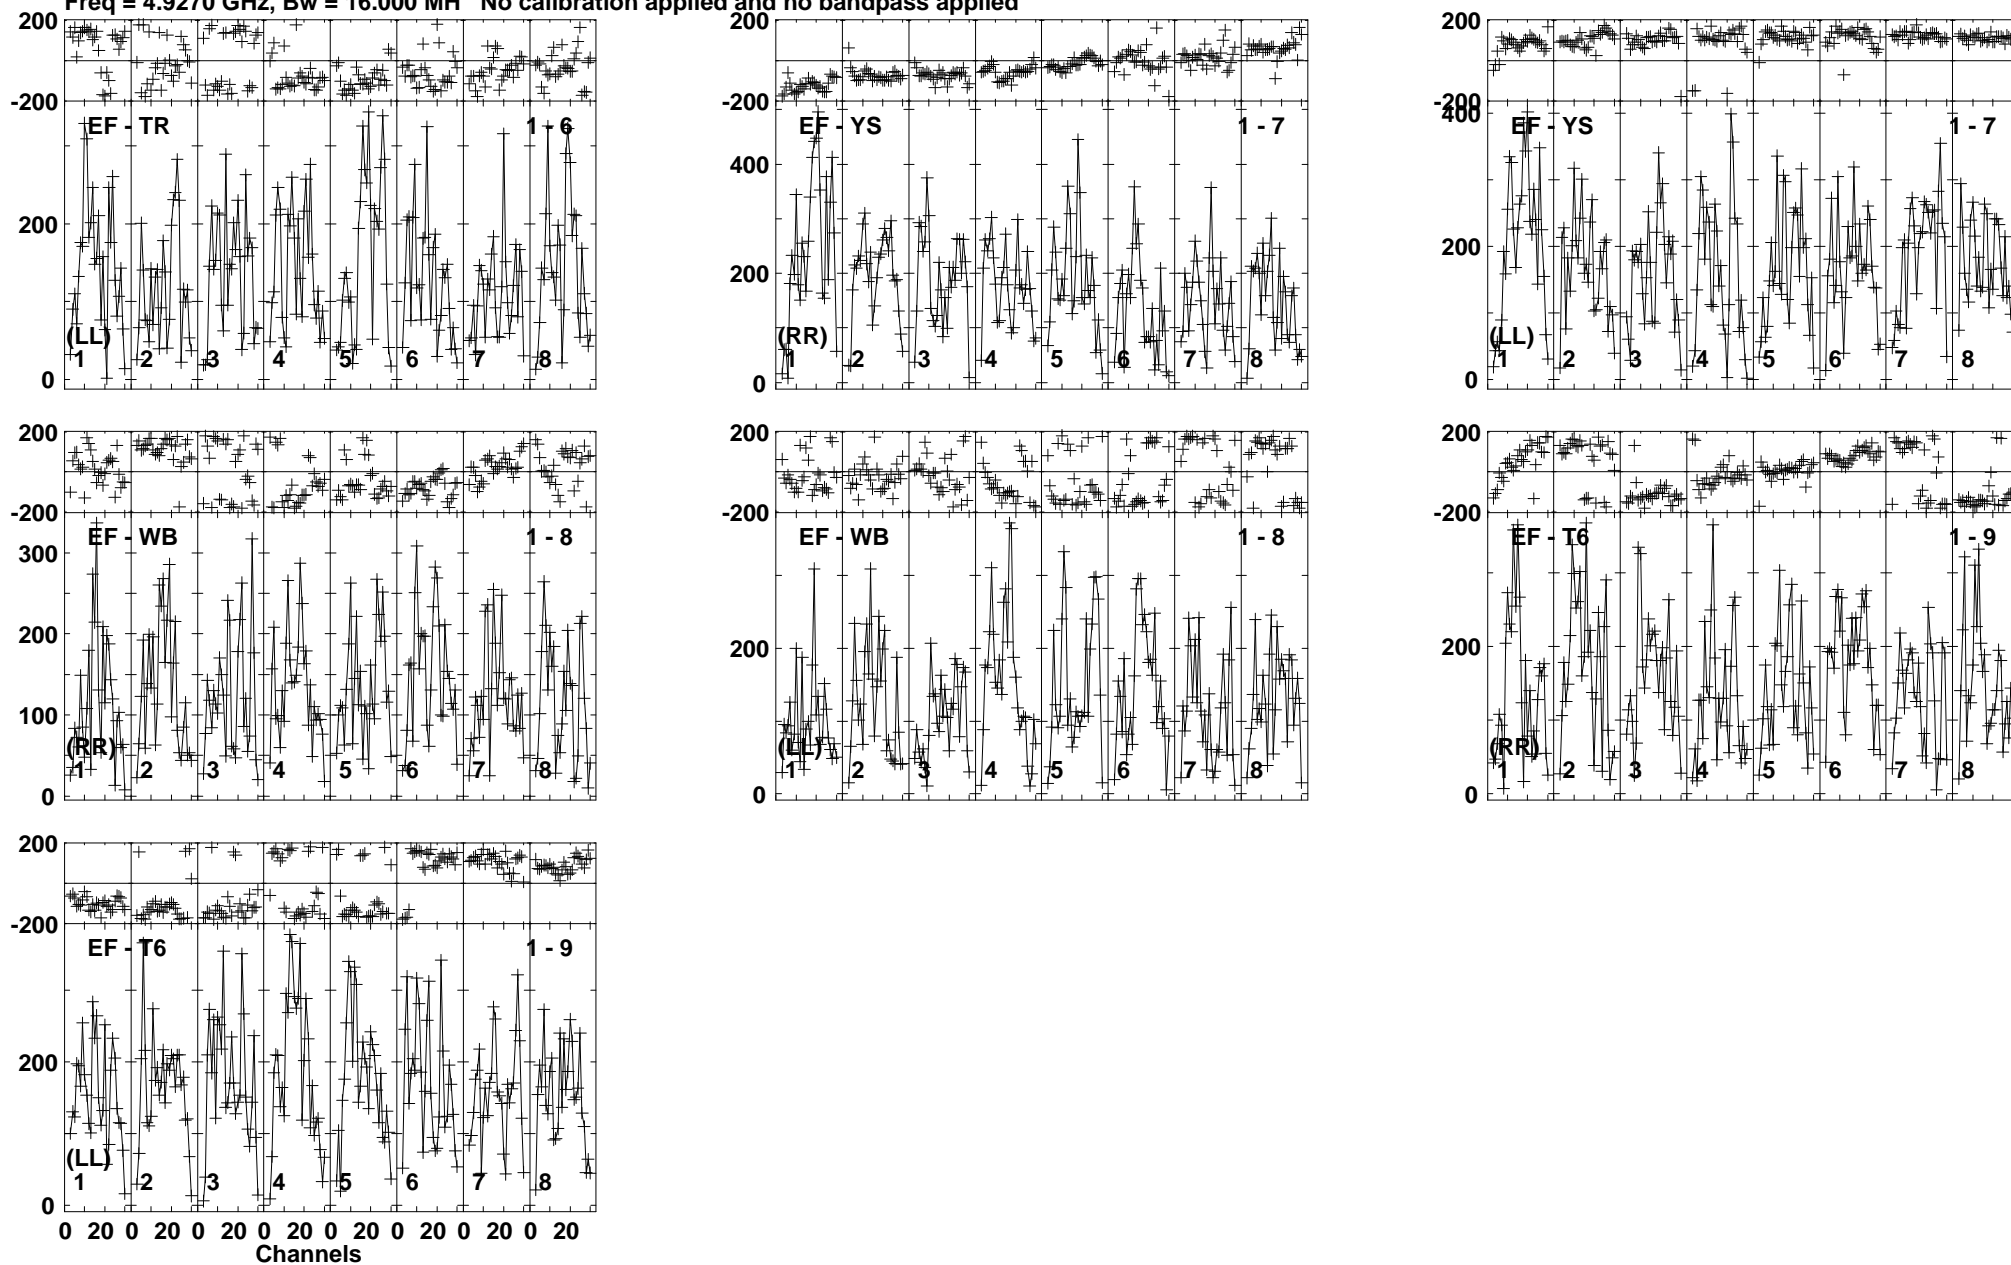 Freq = 4.9270 GHz, Bw = 16.000 MH No calibration applied and no bandpass applied
200 200 200
-200 -200 -200
EF - TR 1 - 6 EF - YS 1 - 7 400 EF - YS 1 - 7
400
200 200 200
(LL) (RR) (LL)
1 2 3 4 5 6 7 8 1 2 3 4 5 6 7 8 1 2 3 4 5 6 7 8
0 0 0
200 200 200
-200 -200 -200
EF - WB 1 - 8 EF - WB 1 - 8 EF - T6 1 - 9
300
200 200 200
100
(RR) (LL) (RR)
1 2 3 4 5 6 7 8 1 2 3 4 5 6 7 8 1 2 3 4 5 6 7 8
0 0 0
200
-200
EF - T6 1 - 9
200
(LL)
1 2 3 4 5 6 7 8
0
0 20 0 20 0 20 0 20 0 20 0 20 0 20 0 20
Channels